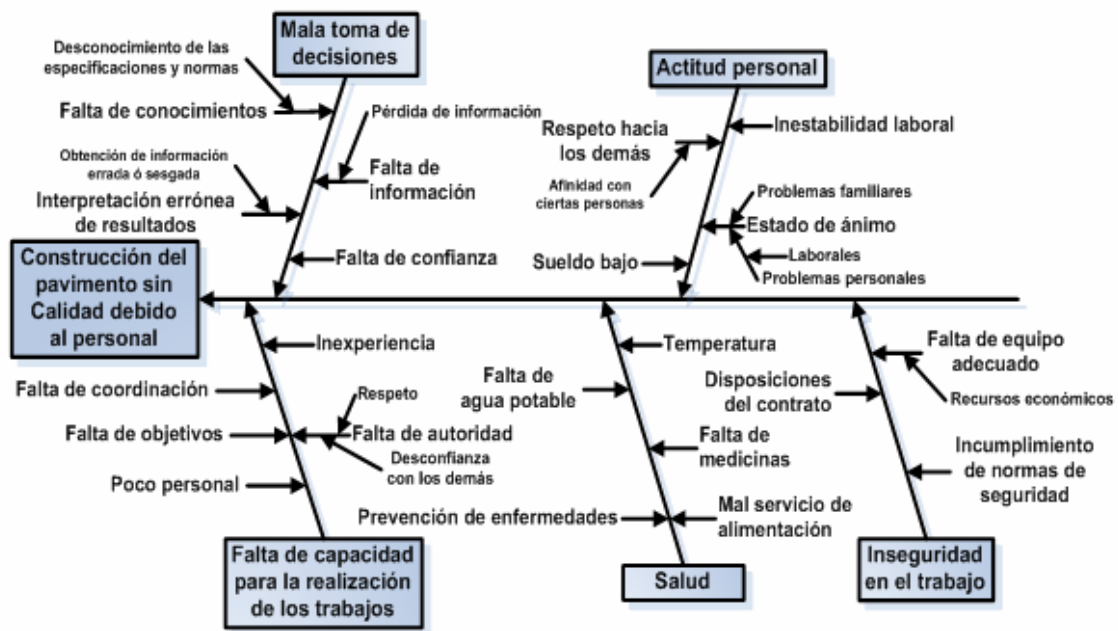 Mala toma de
decisiones
Desconocimiento de las
especificaciones y normas
Falta de conocimientos
Pérdida de información
Obtención de información
errada ó sesgada
Falta de
información
Interpretación errónea
de resultados
Falta de confianza
Actitud personal
Inestabilidad laboral
Respeto hacia
los demás
Afinidad con
ciertas personas
Problemas familiares
Estado de ánimo
Laborales
Problemas personales
Sueldo bajo
Construcción del
pavimento sin
Calidad debido
al personal
Inexperiencia
Falta de coordinación
Respeto
Falta de objetivos
Falta de autoridad
Desconfianza
con los demás
Poco personal
Falta de capacidad
para la realización
de los trabajos
Temperatura
Falta de
agua potable
Falta de
medicinas
Prevención de enfermedades
Mal servicio de
alimentación
Salud
Falta de equipo
adecuado
Disposiciones
del contrato
Recursos económicos
Incumplimiento
de normas de
seguridad
Inseguridad
en el trabajo